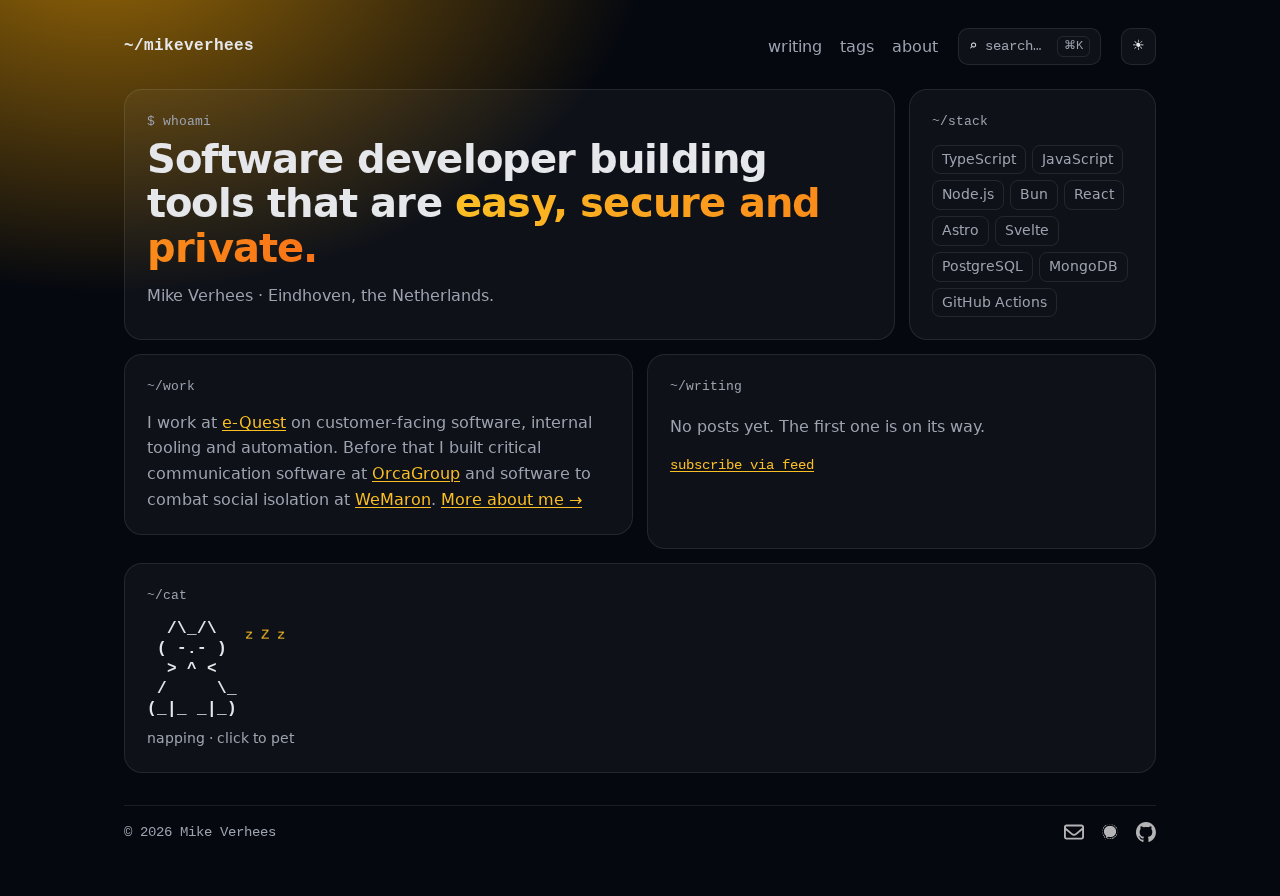 ~/mikeverhees
writing tags about search… ⌘K
$ whoami
Software developer building
tools that are easy, secure and
private.
Mike Verhees · Eindhoven, the Netherlands.
~/stack
TypeScript JavaScript
Node.js Bun React
Astro Svelte
PostgreSQL MongoDB
GitHub Actions
~/work
I work at e-Quest on customer-facing software, internal
tooling and automation. Before that I built critical
communication software at OrcaGroup and software to
combat social isolation at WeMaron. More about me →
~/writing
No posts yet. The first one is on its way.
subscribe via feed
~/cat
  /\_/\   z Z z
 ( -.- )
  > ^ <
 /     \_
(_|_ _|_)
napping · click to pet
© 2026 Mike Verhees